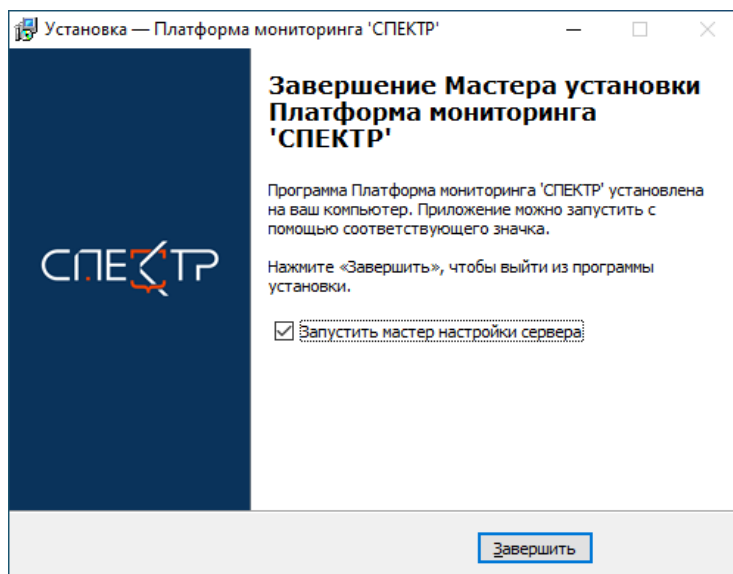 Установка — Платформа мониторинга 'СПЕКТР'
Завершение Мастера установки
Платформа мониторинга
'СПЕКТР'
Программа Платформа мониторинга 'СПЕКТР' установлена
на ваш компьютер. Приложение можно запустить с
помощью соответствующего значка.
СПЕКТР
Нажмите «Завершить», чтобы выйти из программы
установки.
Запустить мастер настройки сервера
Завершить